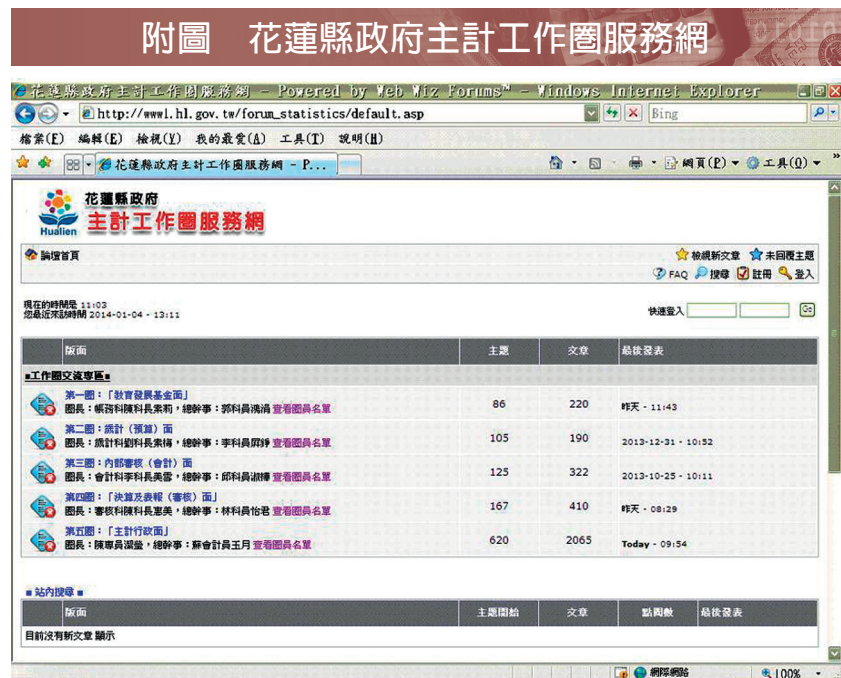 附圖　花蓮縣政府主計工作圈服務網
花蓮縣政府主計工作圈服務網 - Powered by Web Wiz Forums™ - Windows Internet Explorer
http://www1.hl.gov.tw/forum_statistics/default.asp
Bing
檔案(F) 編輯(E) 檢視(V) 我的最愛(A) 工具(T) 說明(H)
花蓮縣政府主計工作圈服務網 - P...
網頁(P) 工具(O)
花蓮縣政府
Hualien 主計工作圈服務網
論壇首頁
檢視新文章 未回覆主題
FAQ 搜尋 註冊 登入
現在的時間是 11:03
您最近來訪時間 2014-01-04 - 13:11
快速登入 Go
版面 主題 文章 最後發表
■工作圈交流專區■
第一圈：「教育發展基金面」
圈長：帳務科陳科長素莉，總幹事：郭科員鴻涓 查看圈員名單
86 220 昨天 - 11:43
第二圈：歲計（預算）面
圈長：歲計科劉科長素梅，總幹事：李科員屏錚 查看圈員名單
105 190 2013-12-31 - 10:52
第三圈：內部審核（會計）面
圈長：會計科李科長美雲，總幹事：邱科員淑 查看圈員名單
125 322 2013-10-25 - 10:11
第四圈：「決算及表報（審核）面」
圈長：審核科陳科長惠美，總幹事：林科員怡君 查看圈員名單
167 410 昨天 - 08:29
第五圈：「主計行政面」
圈長：陳專員瀅，總幹事：蘇會計員玉月 查看圈員名單
620 2065 Today - 09:54
■ 站內搜尋 ■
版面 主題開始 文章 點閱數 最後發表
目前沒有新文章 顯示
網際網路 100%